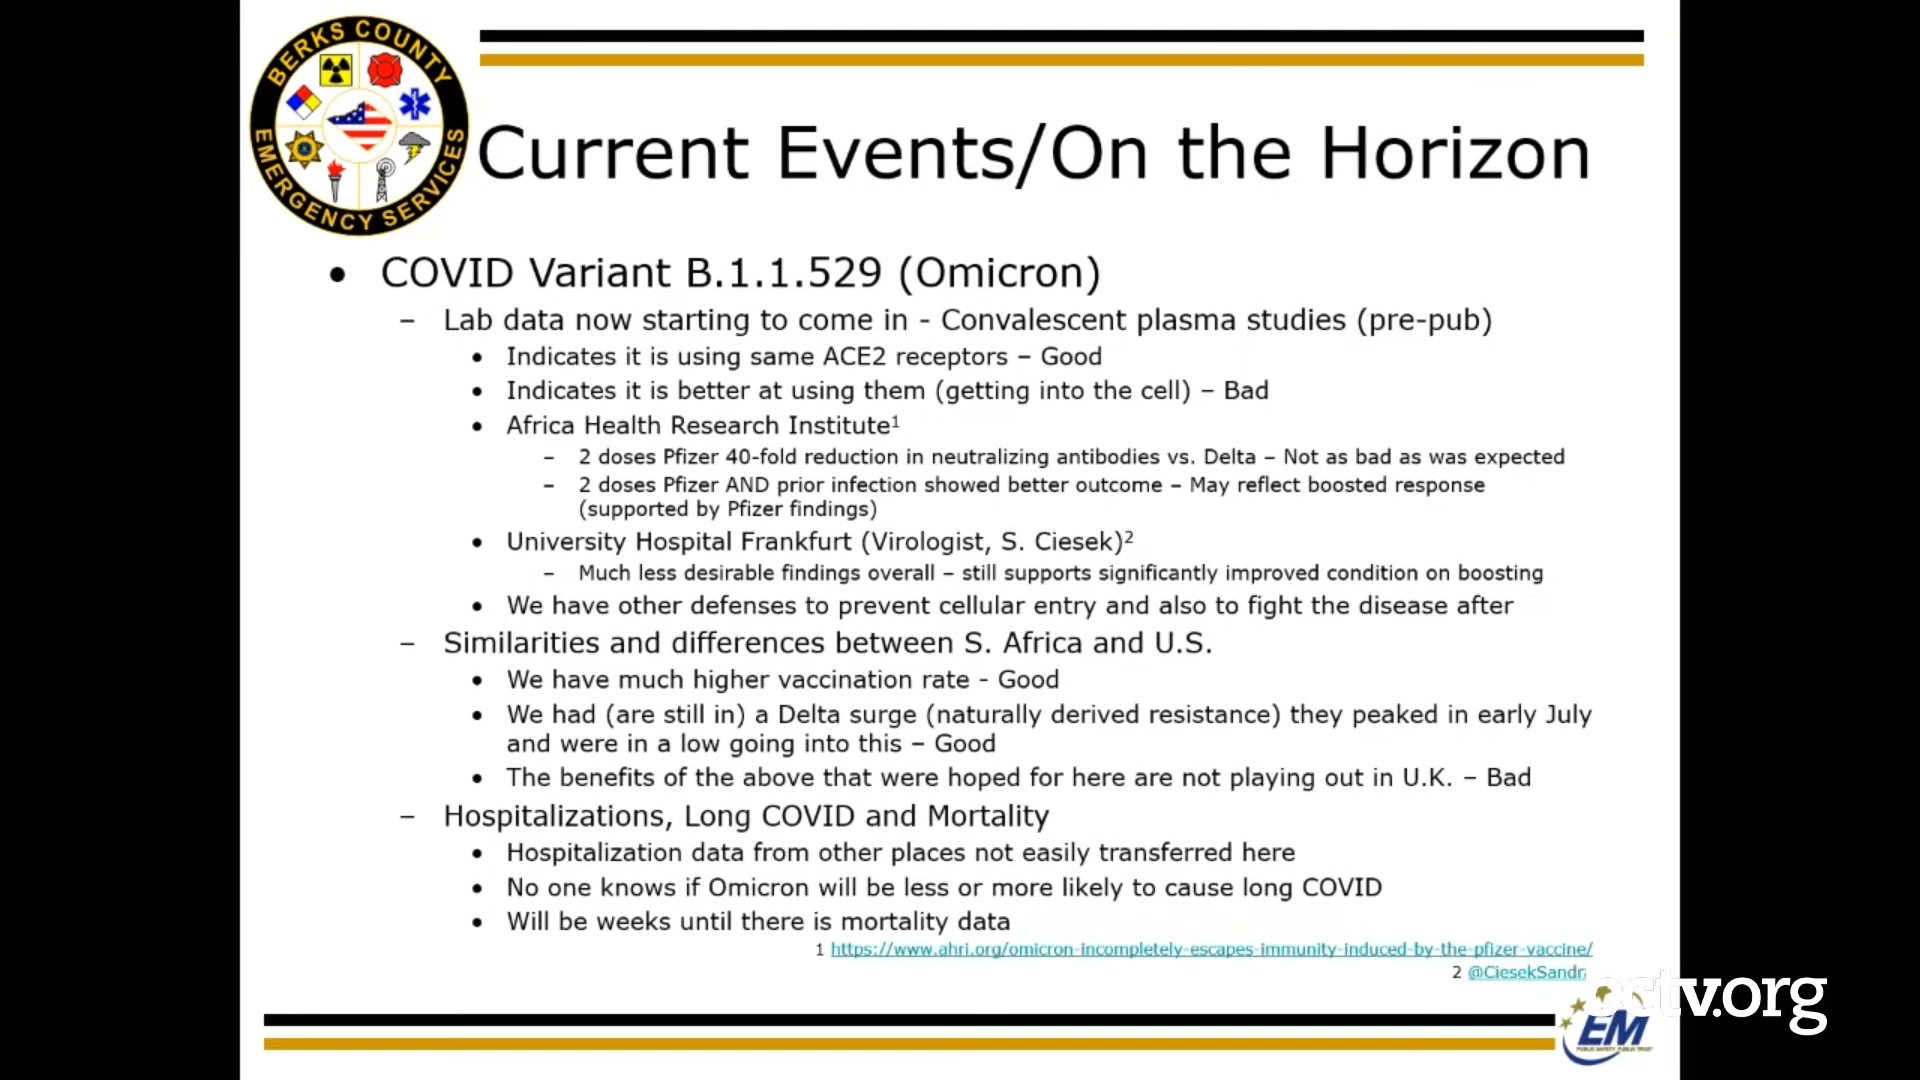 BERKS COUNTY
EMERGENCY SERVICES
Current Events/On the Horizon
• COVID Variant B.1.1.529 (Omicron)
– Lab data now starting to come in - Convalescent plasma studies (pre-pub)
• Indicates it is using same ACE2 receptors – Good
• Indicates it is better at using them (getting into the cell) – Bad
• Africa Health Research Institute¹
– 2 doses Pfizer 40-fold reduction in neutralizing antibodies vs. Delta – Not as bad as was expected
– 2 doses Pfizer AND prior infection showed better outcome – May reflect boosted response
(supported by Pfizer findings)
• University Hospital Frankfurt (Virologist, S. Ciesek)²
– Much less desirable findings overall – still supports significantly improved condition on boosting
• We have other defenses to prevent cellular entry and also to fight the disease after
– Similarities and differences between S. Africa and U.S.
• We have much higher vaccination rate - Good
• We had (are still in) a Delta surge (naturally derived resistance) they peaked in early July
and were in a low going into this – Good
• The benefits of the above that were hoped for here are not playing out in U.K. – Bad
– Hospitalizations, Long COVID and Mortality
• Hospitalization data from other places not easily transferred here
• No one knows if Omicron will be less or more likely to cause long COVID
• Will be weeks until there is mortality data
1 https://www.ahri.org/omicron-incompletely-escapes-immunity-induced-by-the-pfizer-vaccine/
2 @CiesekSandra
bctv.org
EM
PUBLIC SAFETY, PUBLIC TRUST